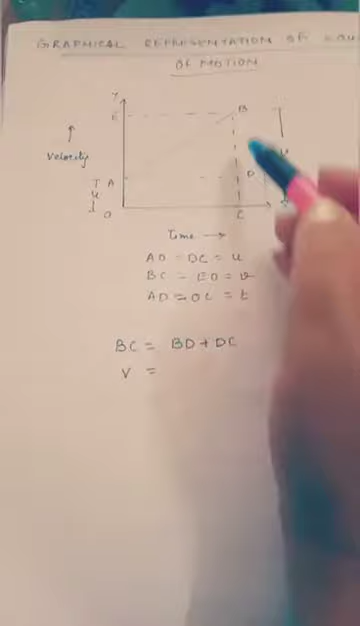 GRAPHICAL REPRESENTATION OF
OF MOTION
Y
E
B
Velocity
A
D
u
O
C
Time →
AO = DC = u
BC = EO = v
AD = OC = t
BC = BD + DC
V =